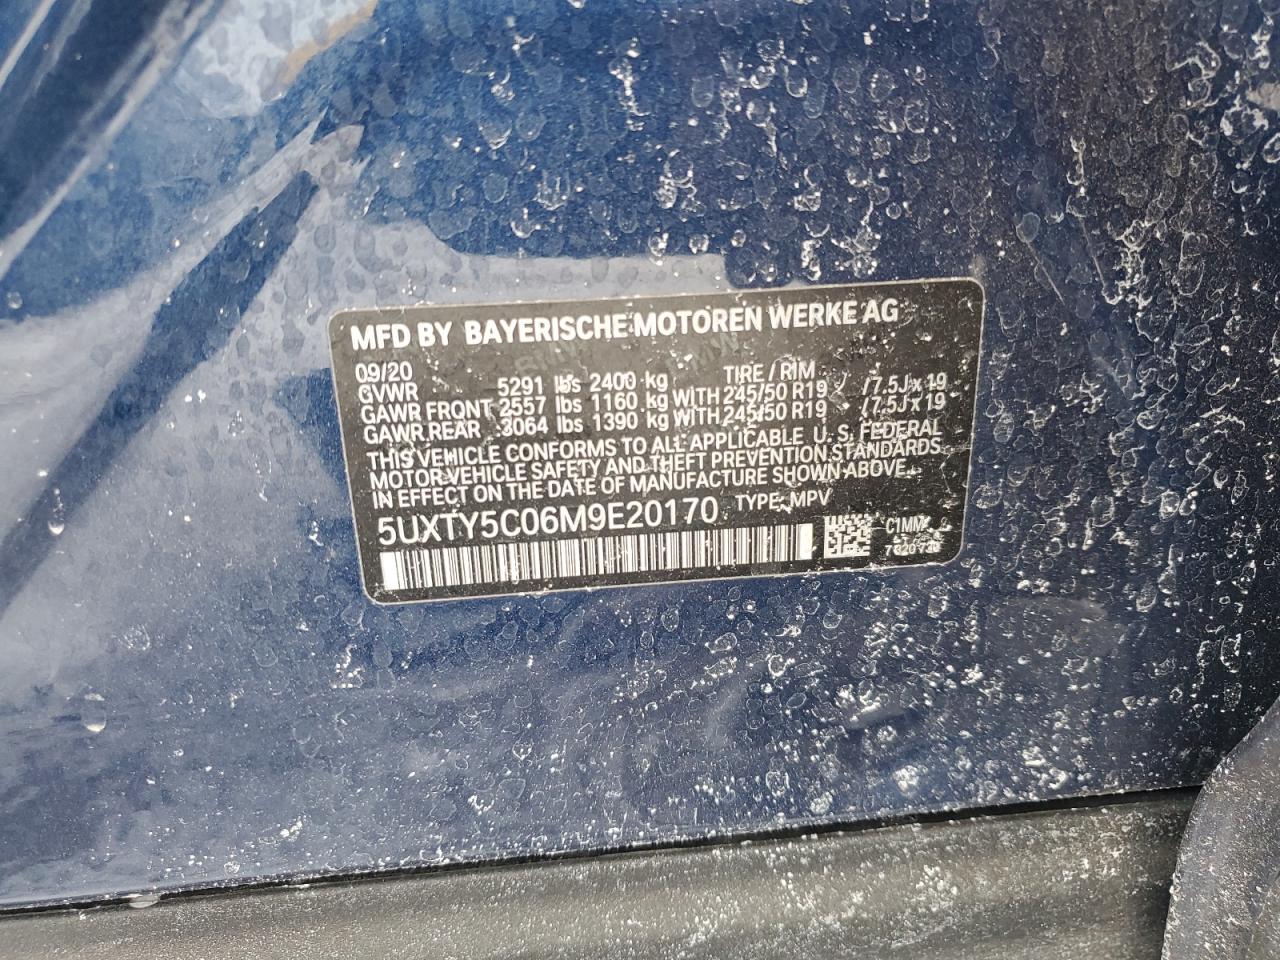 MFD BY BAYERISCHE MOTOREN WERKE AG
09/20 TIRE / RIM
GVWR 5291 lbs 2400 kg
GAWR FRONT 2557 lbs 1160 kg WITH 245/50 R19 /7.5J x 19
GAWR REAR 3064 lbs 1390 kg WITH 245/50 R19 /7.5J x 19
THIS VEHICLE CONFORMS TO ALL APPLICABLE U.S. FEDERAL
MOTOR VEHICLE SAFETY AND THEFT PREVENTION STANDARDS
IN EFFECT ON THE DATE OF MANUFACTURE SHOWN ABOVE.
5UXTY5C06M9E20170 TYPE: MPV
C1MM